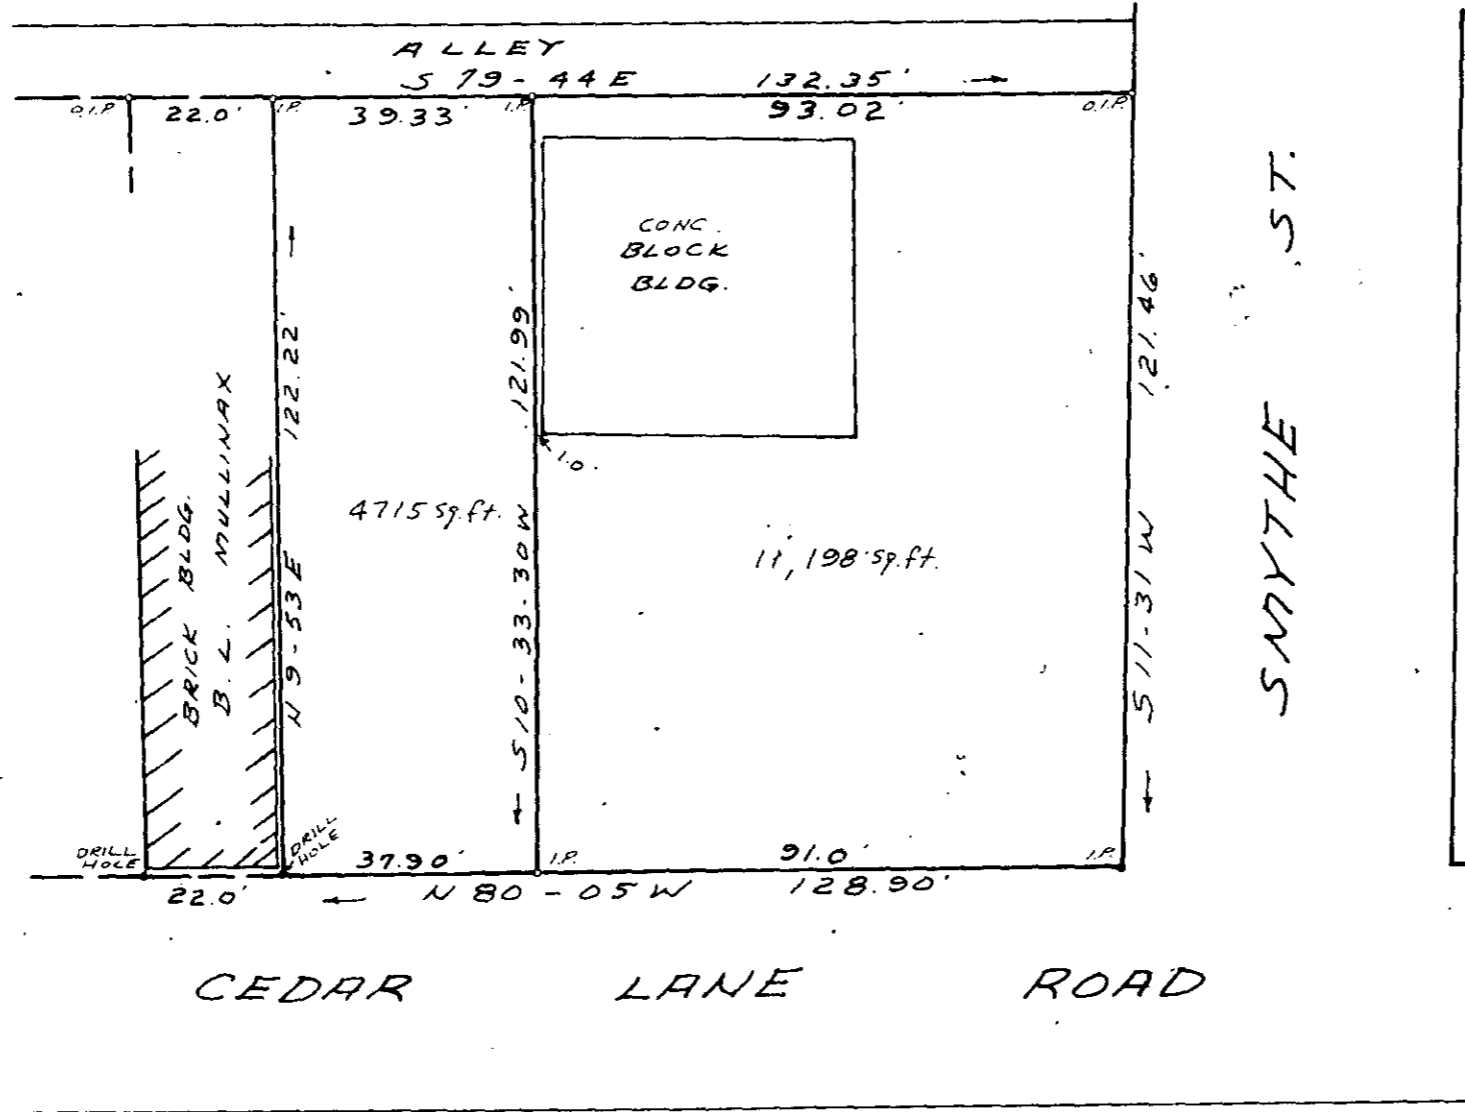 ALLEY
S 79-44 E 132.35'
O.I.P. 22.0' I.P. 39.33' I.P. 93.02' O.I.P.
CONC.
BLOCK
BLDG.
1.0.
122.22'
N 9-53 E
121.99'
S 10-33-30 W
121.46'
S 11-31 W
BRICK BLDG.
B. L. MULLINAX
4715 sq.ft.
11,198 sq.ft.
SMYTHE ST.
DRILL
HOLE
DRILL
HOLE
37.90' I.P. 91.0' I.P.
22.0' N 80-05 W 128.90'
CEDAR LANE ROAD